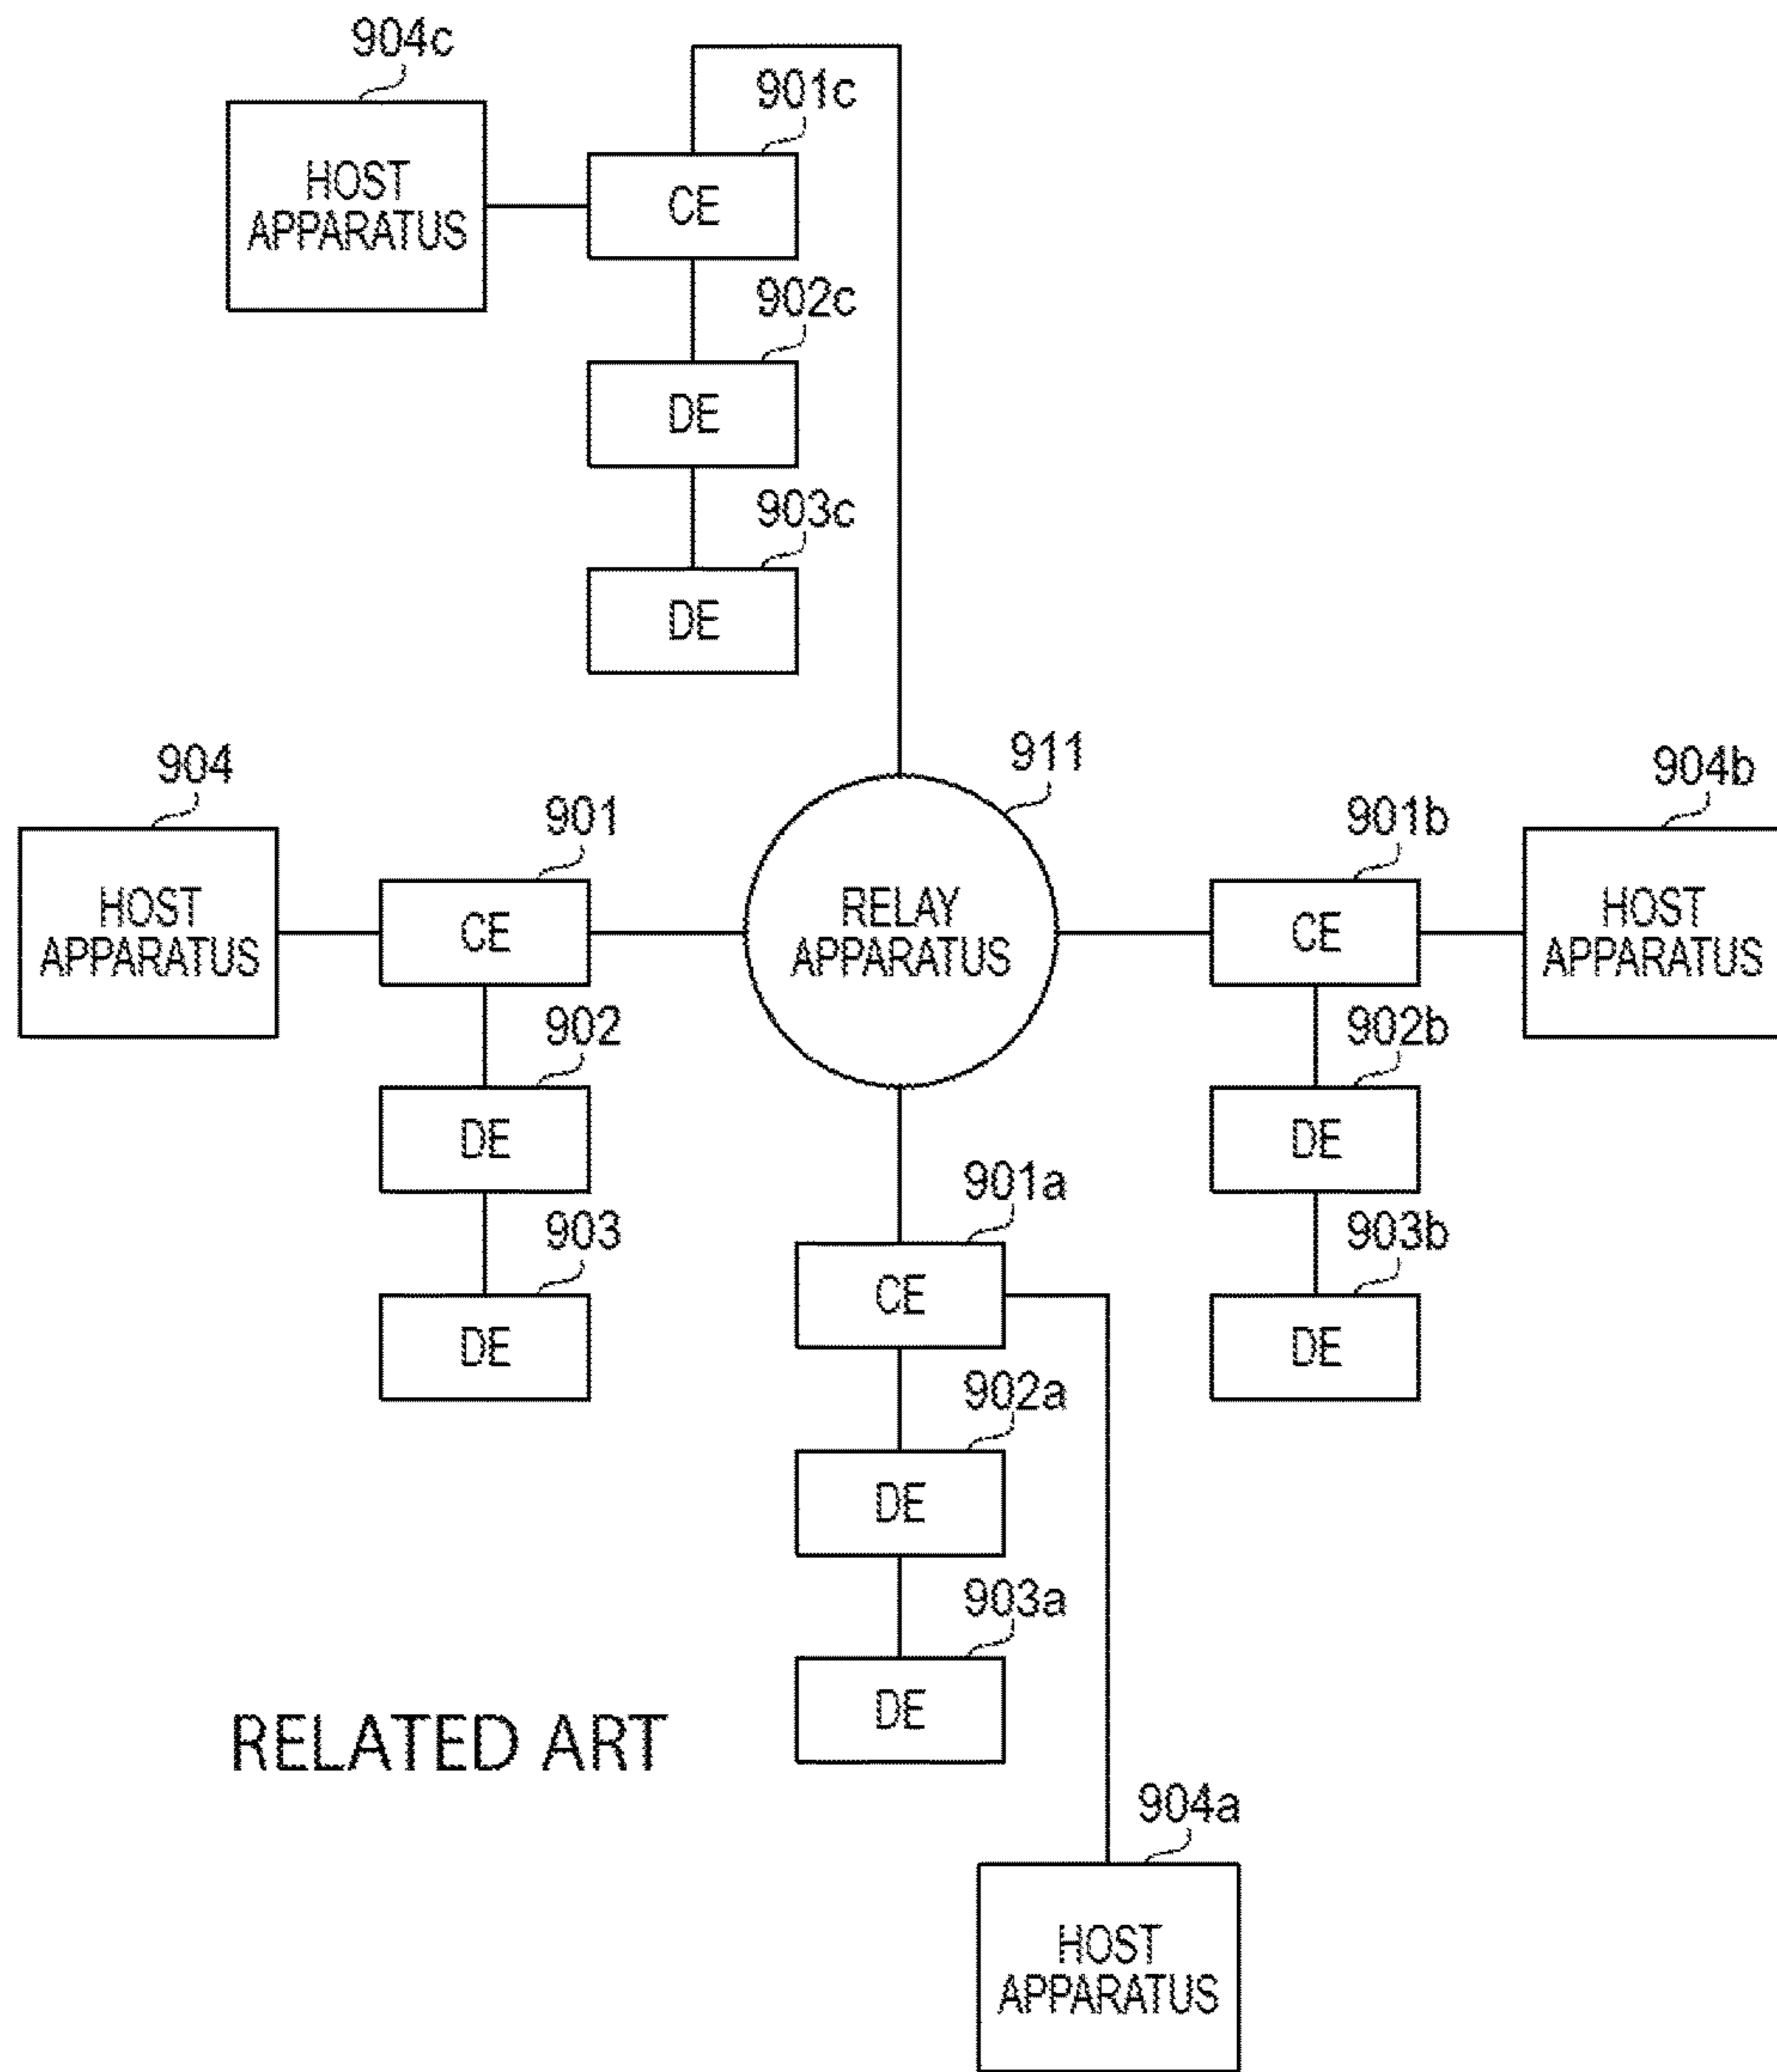 904c
901c
HOST
APPARATUS
CE
902c
DE
903c
DE
904
901
911
901b
904b
HOST
APPARATUS
CE
RELAY
APPARATUS
CE
HOST
APPARATUS
902
DE
902b
DE
903
DE
901a
CE
903b
DE
902a
DE
903a
DE
RELATED ART
904a
HOST
APPARATUS